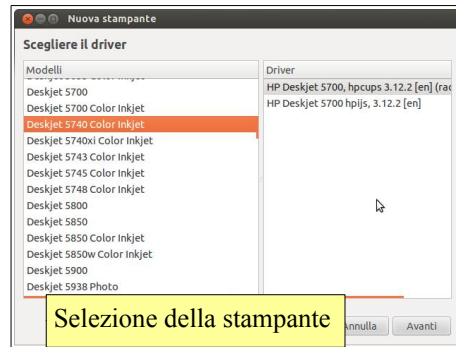 Nuova stampante
Scegliere il driver
Modelli
Driver
Deskjet 5700
Deskjet 5700 Color Inkjet
Deskjet 5740 Color Inkjet
Deskjet 5740xi Color Inkjet
Deskjet 5743 Color Inkjet
Deskjet 5745 Color Inkjet
Deskjet 5748 Color Inkjet
Deskjet 5800
Deskjet 5850
Deskjet 5850 Color Inkjet
Deskjet 5850w Color Inkjet
Deskjet 5900
Deskjet 5938 Photo
HP Deskjet 5700, hpcups 3.12.2 [en] (rac
HP Deskjet 5700 hpijs, 3.12.2 [en]
Selezione della stampante
Annulla
Avanti